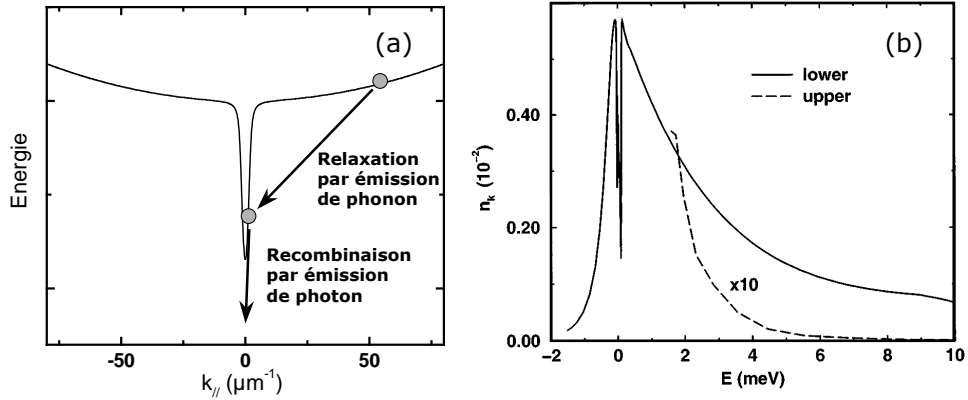 (a)
Energie
Relaxation
par émission
de phonon
Recombinaison
par émission
de photon
-50
0
50
k// (µm-1)
(b)
lower
upper
x10
nk (10−2)
0.40
0.20
0.00
−2
0
2
4
6
8
10
E (meV)